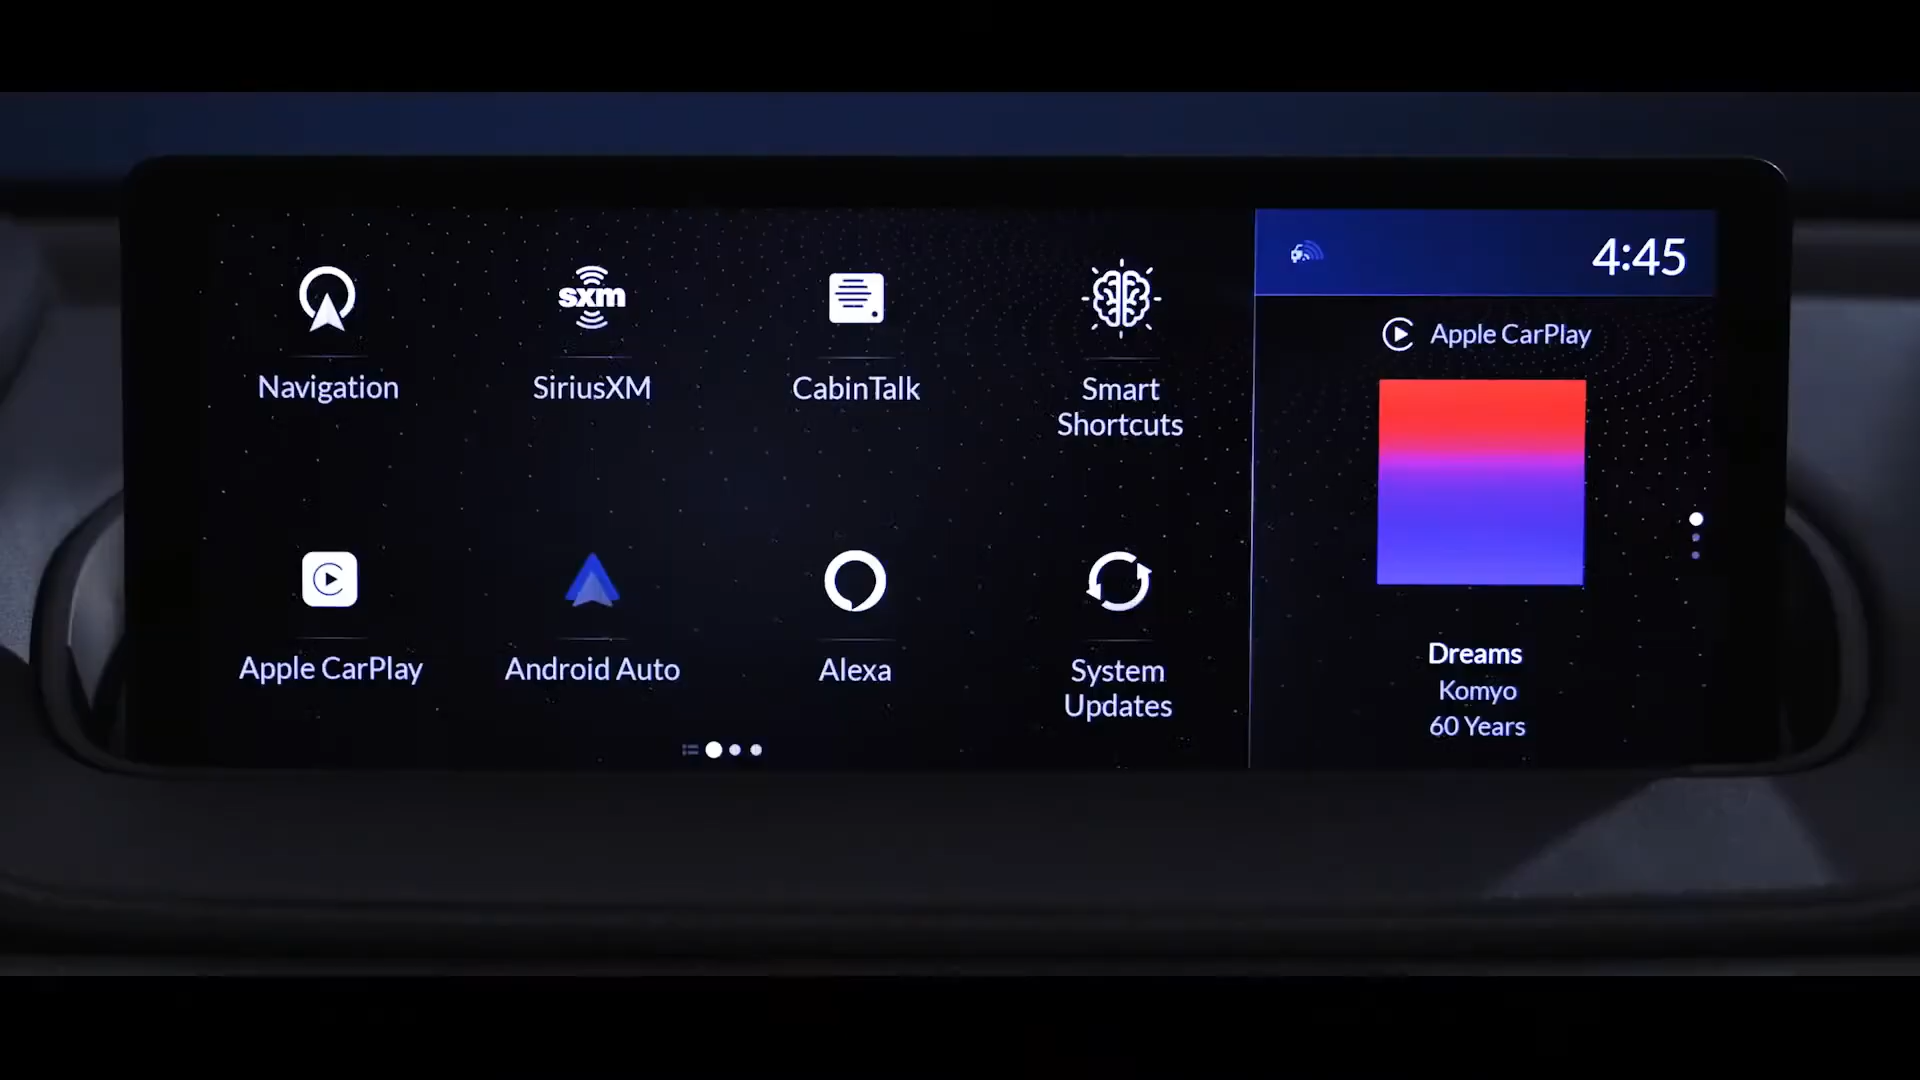 sxm
Navigation
SiriusXM
CabinTalk
Smart
Shortcuts
Apple CarPlay
Android Auto
Alexa
System
Updates
4:45
Apple CarPlay
Dreams
Komyo
60 Years